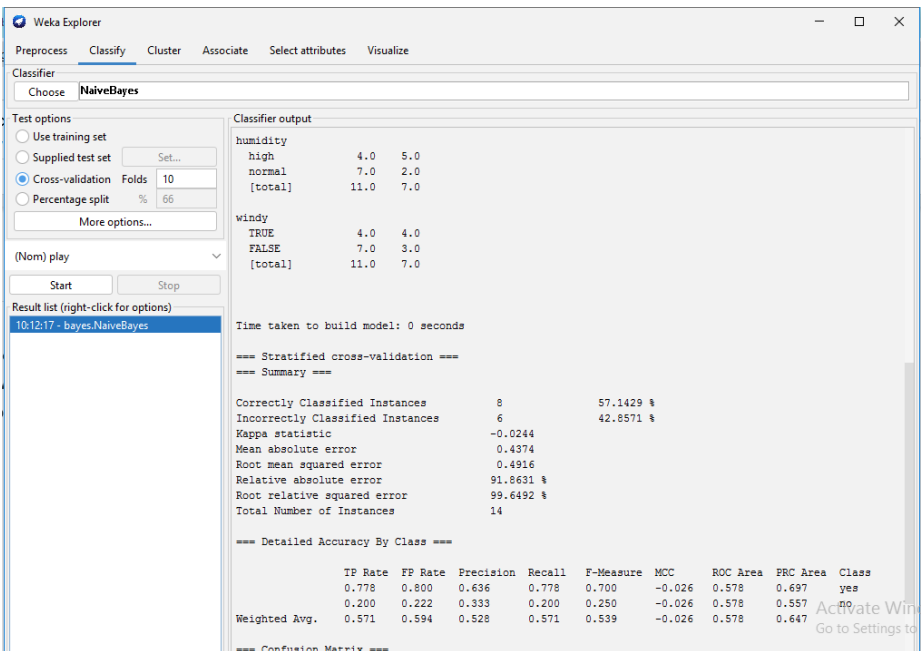 Weka Explorer
Preprocess Classify Cluster Associate Select attributes Visualize
Classifier
Choose NaiveBayes
Test options
Use training set
Supplied test set Set...
Cross-validation Folds 10
Percentage split % 66
More options...
(Nom) play
Start Stop
Result list (right-click for options)
10:12:17 - bayes.NaiveBayes
Classifier output
humidity
high 4.0 5.0
normal 7.0 2.0
[total] 11.0 7.0
windy
TRUE 4.0 4.0
FALSE 7.0 3.0
[total] 11.0 7.0
Time taken to build model: 0 seconds
=== Stratified cross-validation ===
=== Summary ===
Correctly Classified Instances 8 57.1429 %
Incorrectly Classified Instances 6 42.8571 %
Kappa statistic -0.0244
Mean absolute error 0.4374
Root mean squared error 0.4916
Relative absolute error 91.8631 %
Root relative squared error 99.6492 %
Total Number of Instances 14
=== Detailed Accuracy By Class ===
TP Rate FP Rate Precision Recall F-Measure MCC ROC Area PRC Area Class
0.778 0.800 0.636 0.778 0.700 -0.026 0.578 0.697 yes
0.200 0.222 0.333 0.200 0.250 -0.026 0.578 0.557 no
Weighted Avg. 0.571 0.594 0.528 0.571 0.539 -0.026 0.578 0.647
=== Confusion Matrix ===
Activate Win
Go to Settings to